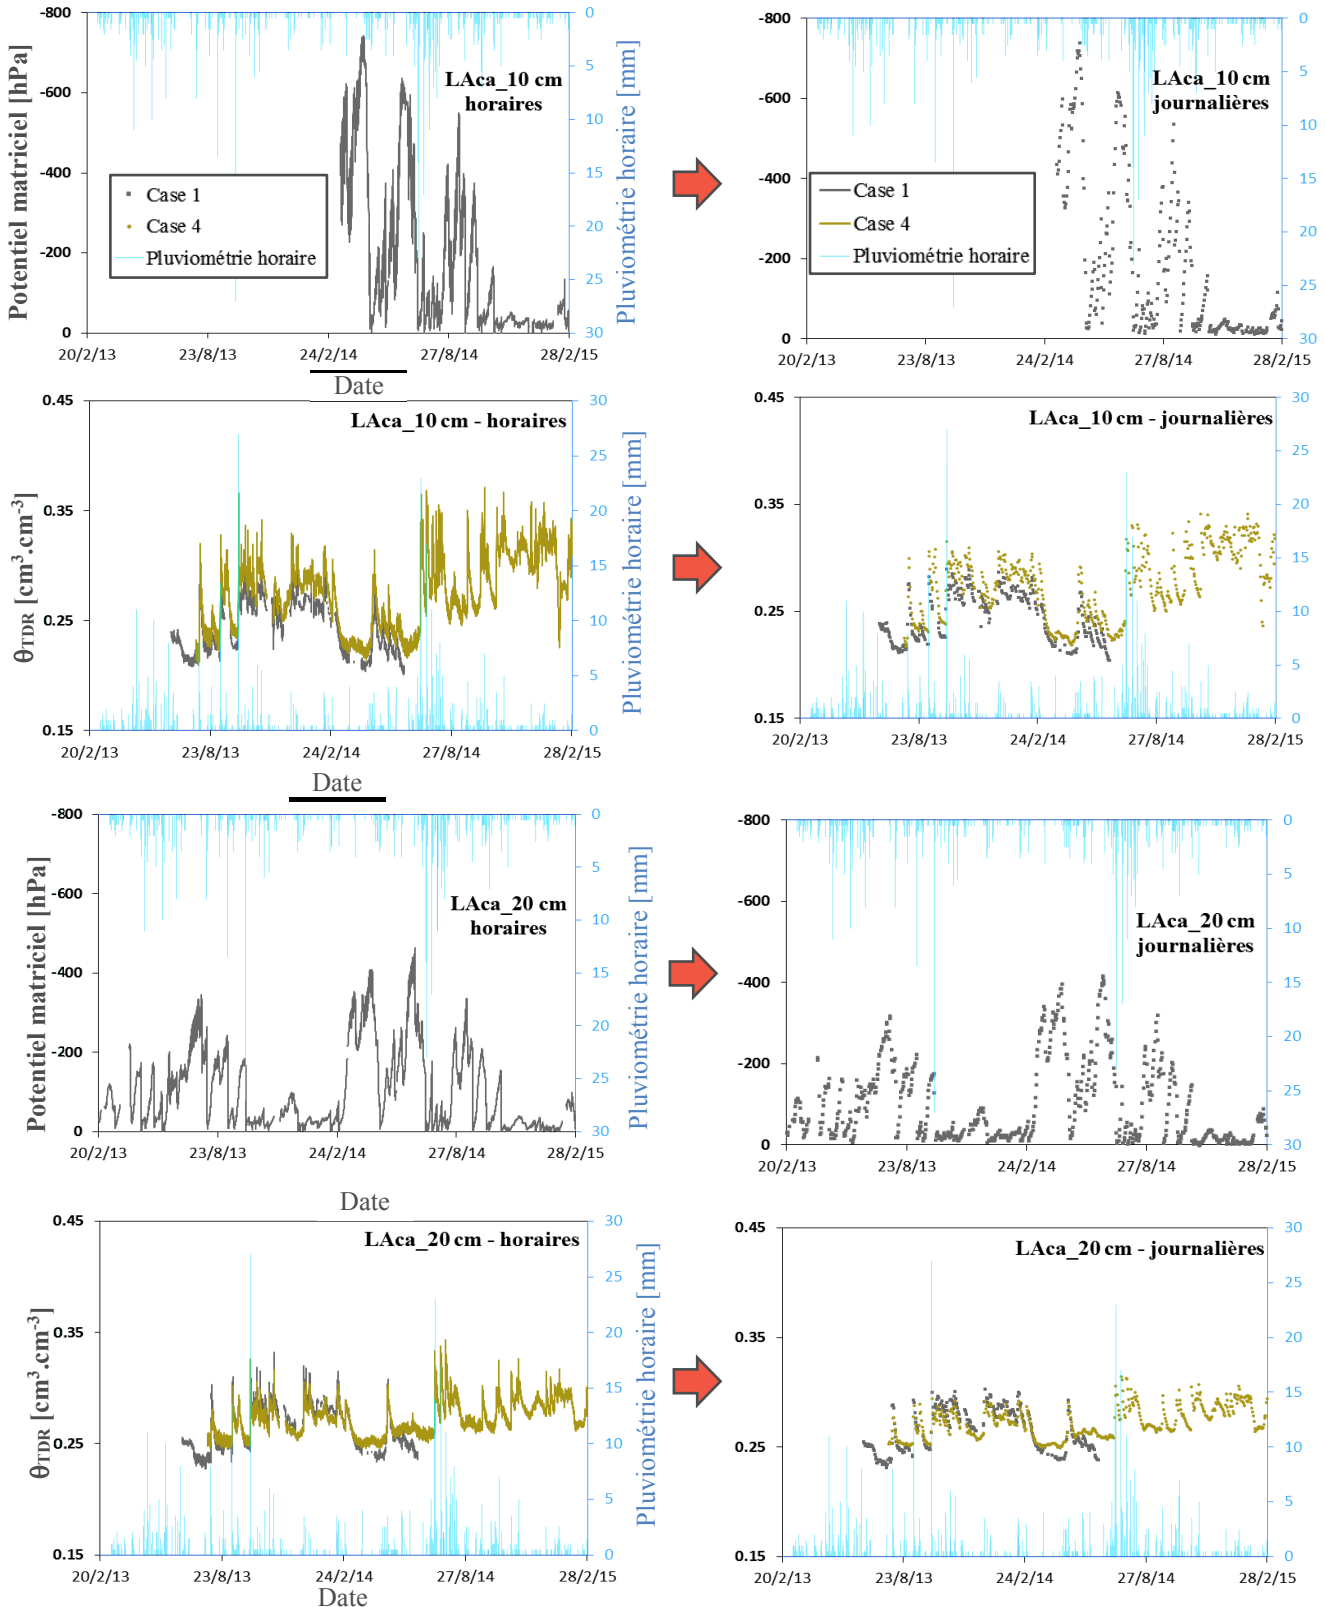 Potentiel matriciel [hPa]
-800
-600
-400
-200
0
LAca_10 cm
horaires
Case 1
Case 4
Pluviométrie horaire
0
5
10
15
20
25
30
Pluviométrie horaire [mm]
20/2/13 23/8/13 24/2/14 27/8/14 28/2/15
Date
-800
-600
-400
-200
0
LAca_10 cm
journalières
Case 1
Case 4
Pluviométrie horaire
0
5
10
15
20
25
30
20/2/13 23/8/13 24/2/14 27/8/14 28/2/15
θTDR [cm³.cm⁻³]
0.45
0.35
0.25
0.15
LAca_10 cm - horaires
30
25
20
15
10
5
0
Pluviométrie horaire [mm]
20/2/13 23/8/13 24/2/14 27/8/14 28/2/15
Date
0.45
0.35
0.25
0.15
LAca_10 cm - journalières
30
25
20
15
10
5
0
20/2/13 23/8/13 24/2/14 27/8/14 28/2/15
Potentiel matriciel [hPa]
-800
-600
-400
-200
0
LAca_20 cm
horaires
0
5
10
15
20
25
30
Pluviométrie horaire [mm]
20/2/13 23/8/13 24/2/14 27/8/14 28/2/15
Date
-800
-600
-400
-200
0
LAca_20 cm
journalières
0
5
10
15
20
25
30
20/2/13 23/8/13 24/2/14 27/8/14 28/2/15
θTDR [cm³.cm⁻³]
0.45
0.35
0.25
0.15
LAca_20 cm - horaires
30
25
20
15
10
5
0
Pluviométrie horaire [mm]
20/2/13 23/8/13 24/2/14 27/8/14 28/2/15
Date
0.45
0.35
0.25
0.15
LAca_20 cm - journalières
30
25
20
15
10
5
0
20/2/13 23/8/13 24/2/14 27/8/14 28/2/15